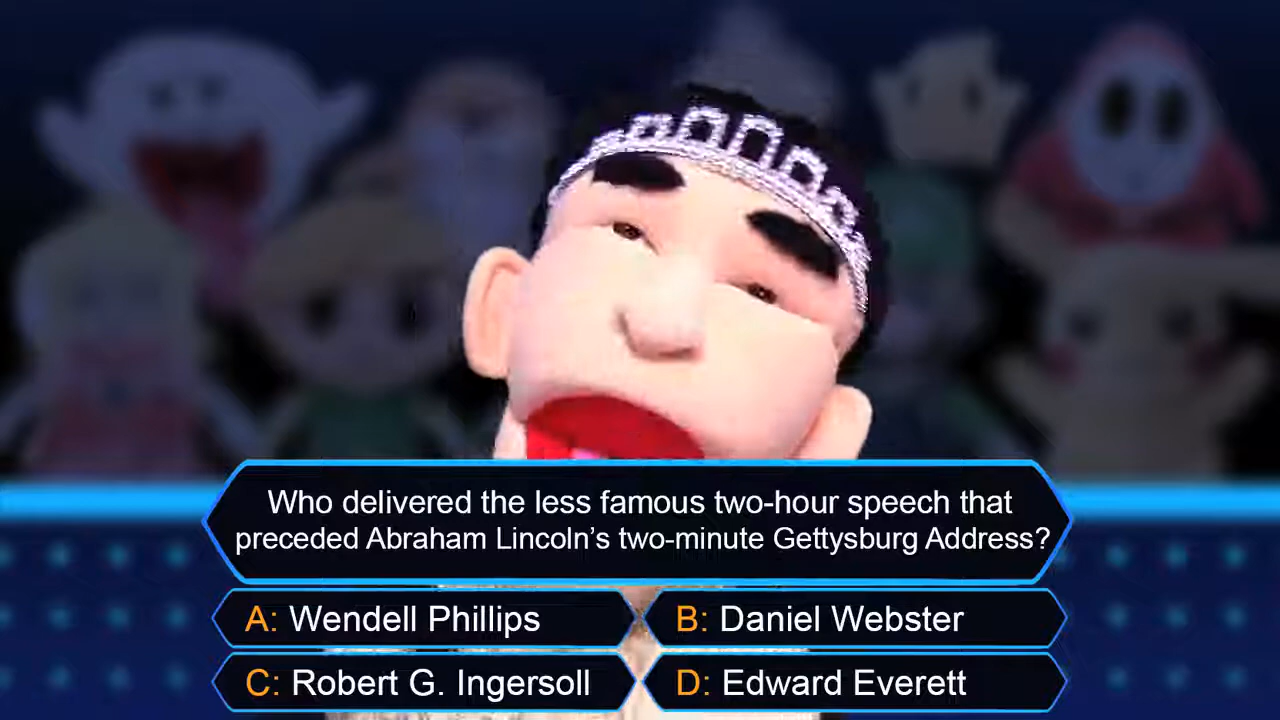 Who delivered the less famous two-hour speech that
preceded Abraham Lincoln’s two-minute Gettysburg Address?
A: Wendell Phillips
B: Daniel Webster
C: Robert G. Ingersoll
D: Edward Everett